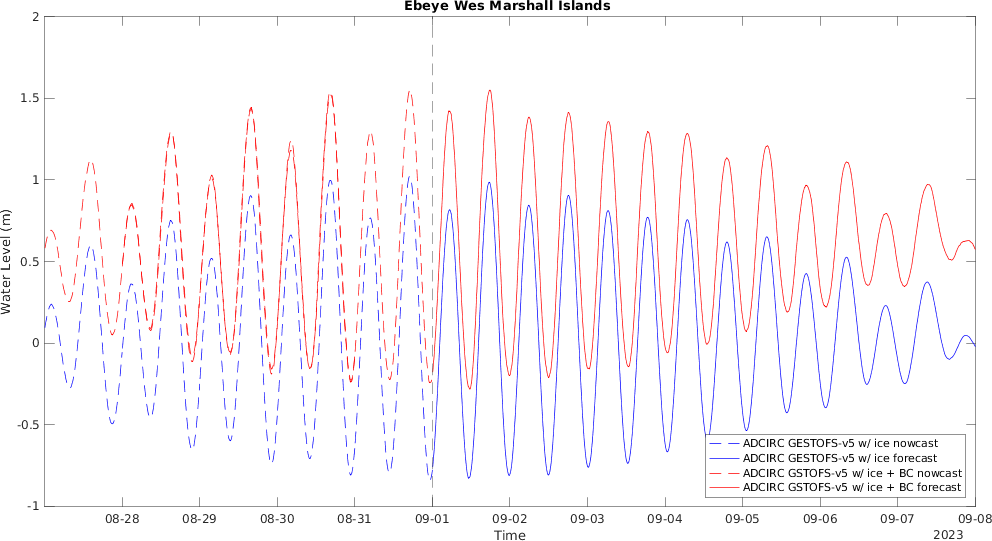 Ebeye Wes Marshall Islands
2
1.5
1
0.5
0
-0.5
-1
Water Level (m)
08-28 08-29 08-30 08-31 09-01 09-02 09-03 09-04 09-05 09-06 09-07 09-08
Time
2023
ADCIRC GESTOFS-v5 w/ ice nowcast
ADCIRC GESTOFS-v5 w/ ice forecast
ADCIRC GSTOFS-v5 w/ ice + BC nowcast
ADCIRC GSTOFS-v5 w/ ice + BC forecast